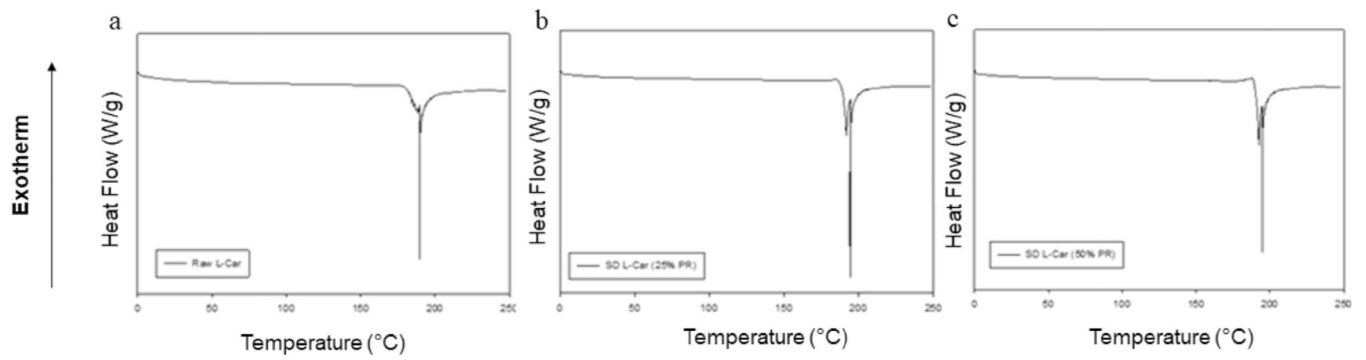 a
b
c
Exotherm
Heat Flow (W/g)
Raw L-Car
0 50 100 150 200 250
Temperature (°C)
Heat Flow (W/g)
SD L-Car (25% PR)
0 50 100 150 200 250
Temperature (°C)
Heat Flow (W/g)
SD L-Car (50% PR)
0 50 100 150 200 250
Temperature (°C)